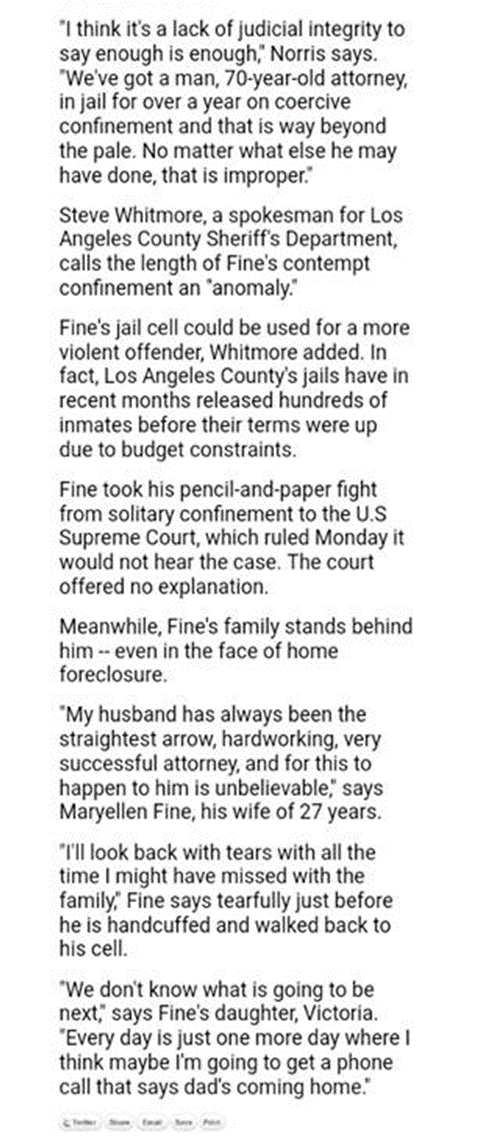 "I think it's a lack of judicial integrity to
say enough is enough," Norris says.
"We've got a man, 70-year-old attorney,
in jail for over a year on coercive
confinement and that is way beyond
the pale. No matter what else he may
have done, that is improper."
Steve Whitmore, a spokesman for Los
Angeles County Sheriff's Department,
calls the length of Fine's contempt
confinement an "anomaly."
Fine's jail cell could be used for a more
violent offender, Whitmore added. In
fact, Los Angeles County's jails have in
recent months released hundreds of
inmates before their terms were up
due to budget constraints.
Fine took his pencil-and-paper fight
from solitary confinement to the U.S
Supreme Court, which ruled Monday it
would not hear the case. The court
offered no explanation.
Meanwhile, Fine's family stands behind
him -- even in the face of home
foreclosure.
"My husband has always been the
straightest arrow, hardworking, very
successful attorney, and for this to
happen to him is unbelievable," says
Maryellen Fine, his wife of 27 years.
"I'll look back with tears with all the
time I might have missed with the
family," Fine says tearfully just before
he is handcuffed and walked back to
his cell.
"We don't know what is going to be
next," says Fine's daughter, Victoria.
"Every day is just one more day where I
think maybe I'm going to get a phone
call that says dad's coming home."
Twitter Share Email Save Print